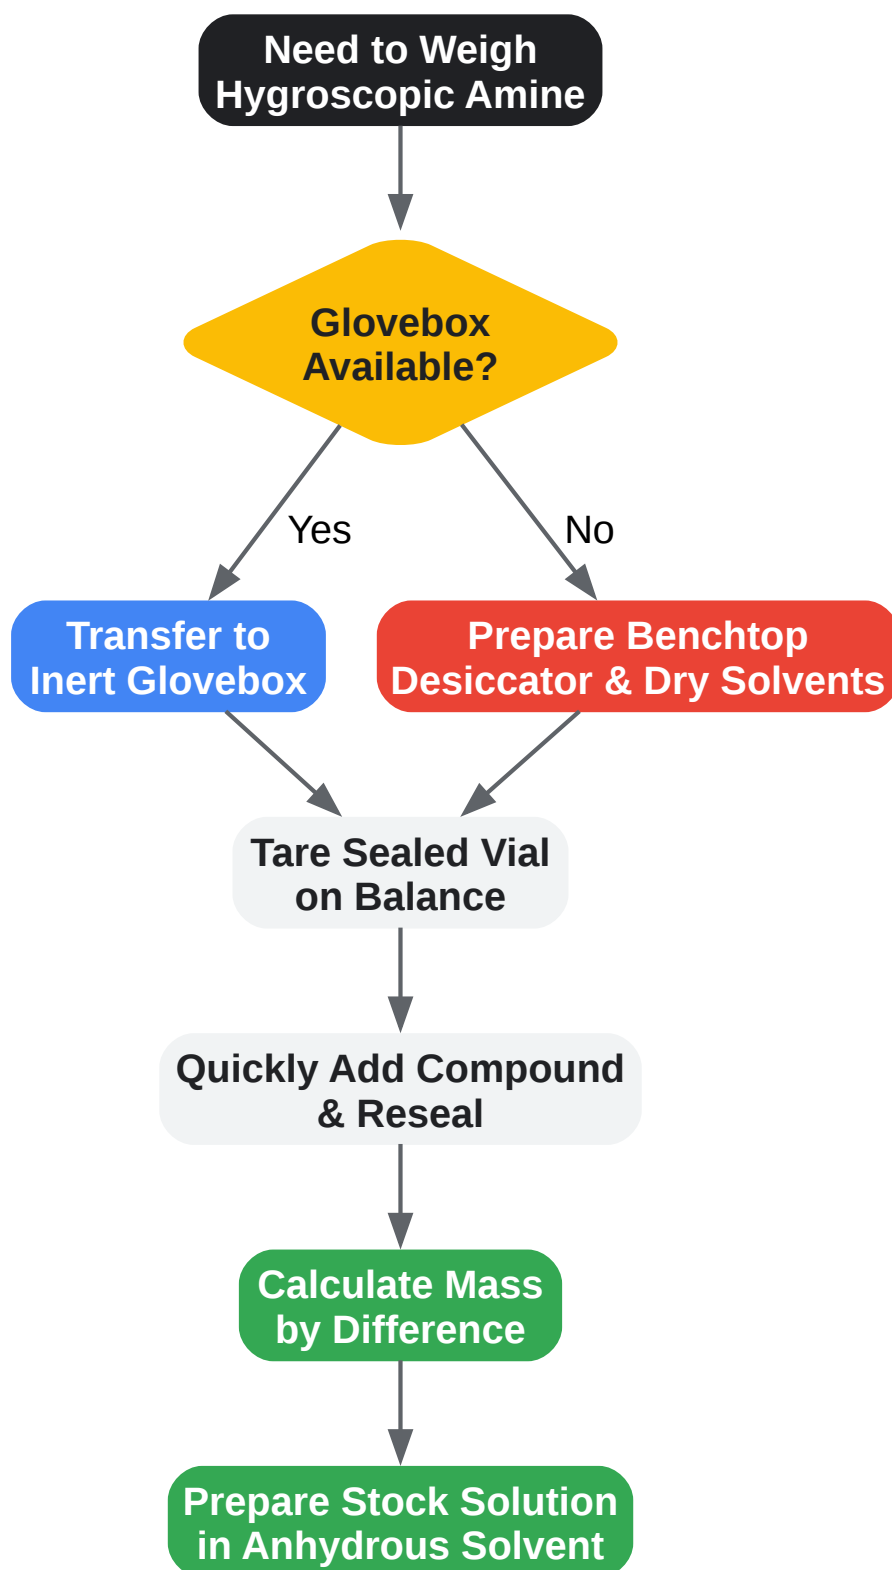 Need to Weigh
Hygroscopic Amine
Glovebox
Available?
Yes
No
Transfer to
Inert Glovebox
Prepare Benchtop
Desiccator & Dry Solvents
Tare Sealed Vial
on Balance
Quickly Add Compound
& Reseal
Calculate Mass
by Difference
Prepare Stock Solution
in Anhydrous Solvent